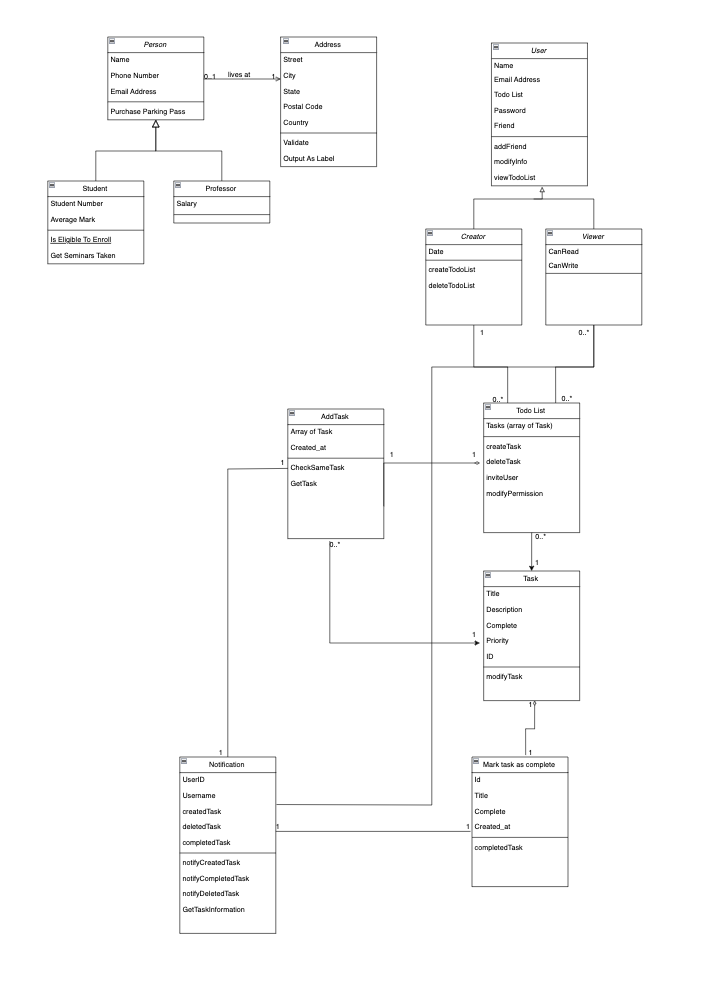 Person
Name
Phone Number
Email Address
Purchase Parking Pass
0..1
lives at
1
Address
Street
City
State
Postal Code
Country
Validate
Output As Label
Student
Student Number
Average Mark
Is Eligible To Enroll
Get Seminars Taken
Professor
Salary
User
Name
Email Address
Todo List
Password
Friend
addFriend
modifyInfo
viewTodoList
Creator
Date
createTodoList
deleteTodoList
Viewer
CanRead
CanWrite
1
0..*
0..*
0..*
AddTask
Array of Task
Created_at
CheckSameTask
GetTask
1
1
1
0..*
Todo List
Tasks (array of Task)
createTask
deleteTask
inviteUser
modifyPermission
0..*
1
1
Task
Title
Description
Complete
Priority
ID
modifyTask
1
1
1
Notification
UserID
Username
createdTask
deletedTask
completedTask
notifyCreatedTask
notifyCompletedTask
notifyDeletedTask
GetTaskInformation
1
1
Mark task as complete
Id
Title
Complete
Created_at
completedTask